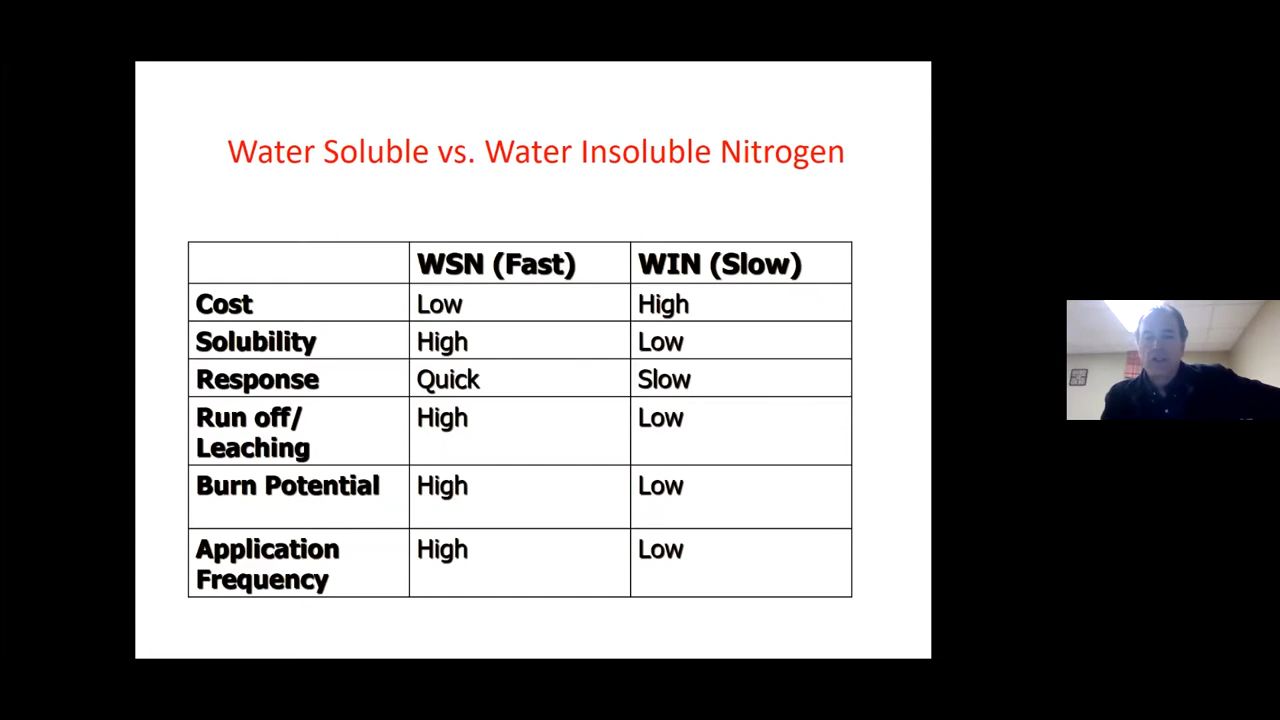 Water Soluble vs. Water Insoluble Nitrogen
WSN (Fast) WIN (Slow)
Cost Low High
Solubility High Low
Response Quick Slow
Run off/ High Low
Leaching
Burn Potential High Low
Application High Low
Frequency